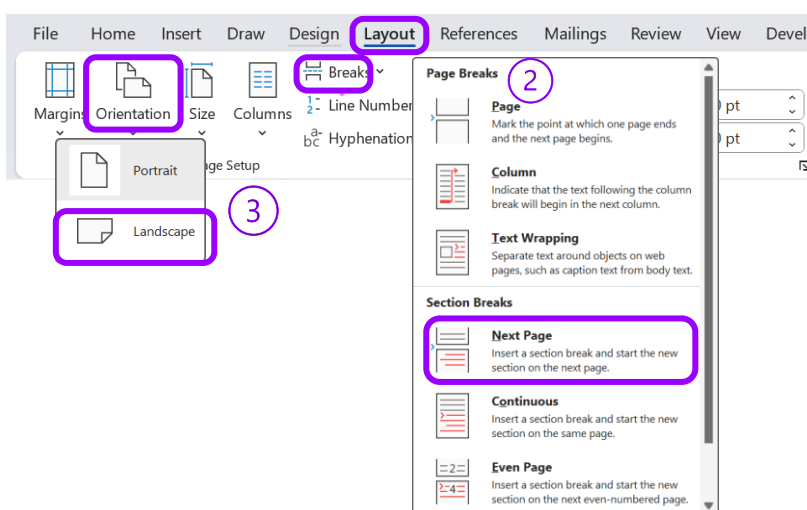 File Home Insert Draw Design Layout References Mailings Review View Devel
Breaks
Margins Orientation Size Columns
Line Number
Hyphenation
pt
pt
Portrait
Landscape
ge Setup
3
2
Page Breaks
Page
Mark the point at which one page ends
and the next page begins.
Column
Indicate that the text following the column
break will begin in the next column.
Text Wrapping
Separate text around objects on web
pages, such as caption text from body text.
Section Breaks
Next Page
Insert a section break and start the new
section on the next page.
Continuous
Insert a section break and start the new
section on the same page.
Even Page
Insert a section break and start the new
section on the next even-numbered page.